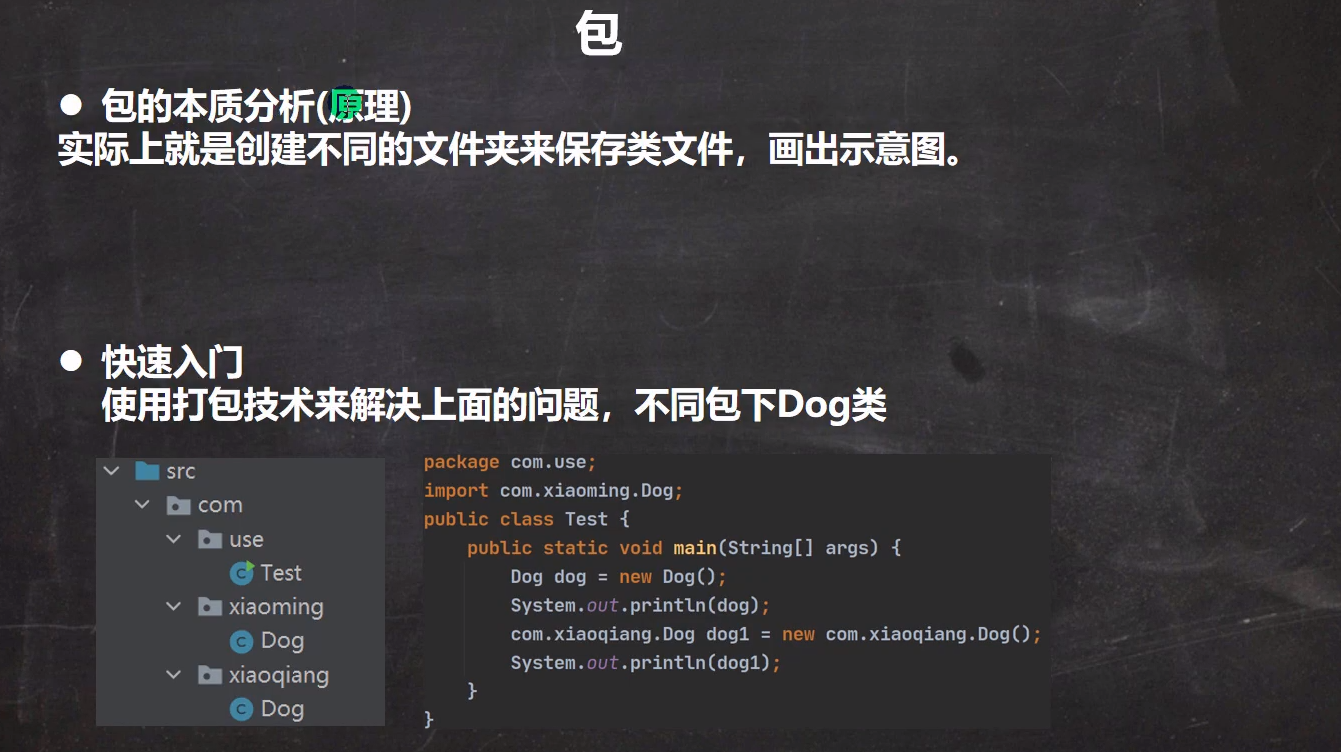 包
● 包的本质分析(原理)
实际上就是创建不同的文件夹来保存类文件，画出示意图。
● 快速入门
使用打包技术来解决上面的问题，不同包下Dog类
src
com
use
Test
xiaoming
Dog
xiaoqiang
Dog
package com.use;
import com.xiaoming.Dog;
public class Test {
    public static void main(String[] args) {
        Dog dog = new Dog();
        System.out.println(dog);
        com.xiaoqiang.Dog dog1 = new com.xiaoqiang.Dog();
        System.out.println(dog1);
    }
}